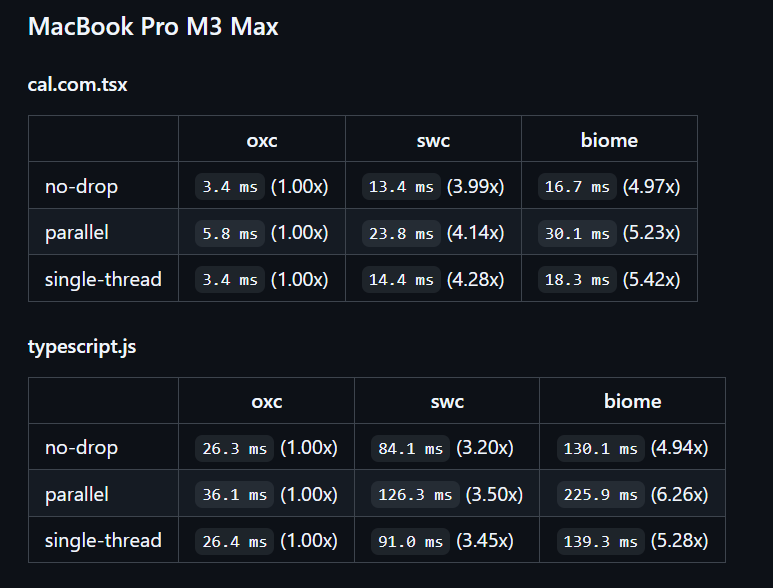 MacBook Pro M3 Max
cal.com.tsx
oxc swc biome
no-drop 3.4 ms (1.00x) 13.4 ms (3.99x) 16.7 ms (4.97x)
parallel 5.8 ms (1.00x) 23.8 ms (4.14x) 30.1 ms (5.23x)
single-thread 3.4 ms (1.00x) 14.4 ms (4.28x) 18.3 ms (5.42x)
typescript.js
oxc swc biome
no-drop 26.3 ms (1.00x) 84.1 ms (3.20x) 130.1 ms (4.94x)
parallel 36.1 ms (1.00x) 126.3 ms (3.50x) 225.9 ms (6.26x)
single-thread 26.4 ms (1.00x) 91.0 ms (3.45x) 139.3 ms (5.28x)